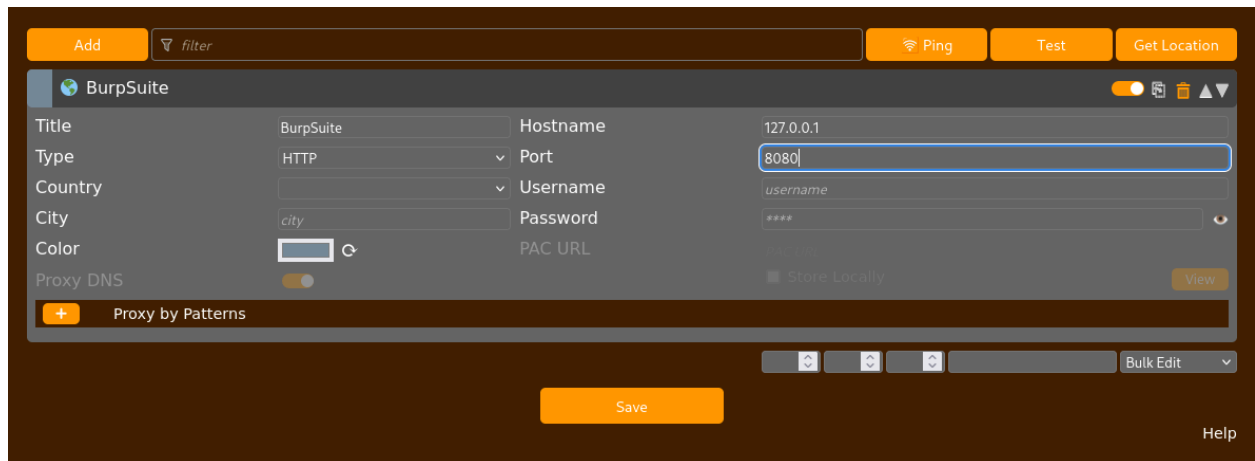 Add filter Ping Test Get Location
BurpSuite
Title BurpSuite Hostname 127.0.0.1
Type HTTP Port 8080
Country Username username
City city Password ****
Color PAC URL
Proxy DNS Store Locally View
+ Proxy by Patterns
Bulk Edit
Save
Help